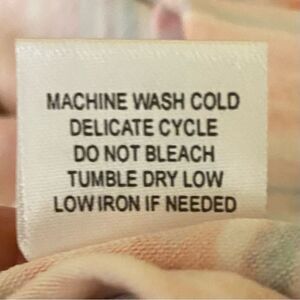 MACHINE WASH COLD
DELICATE CYCLE
DO NOT BLEACH
TUMBLE DRY LOW
LOW IRON IF NEEDED